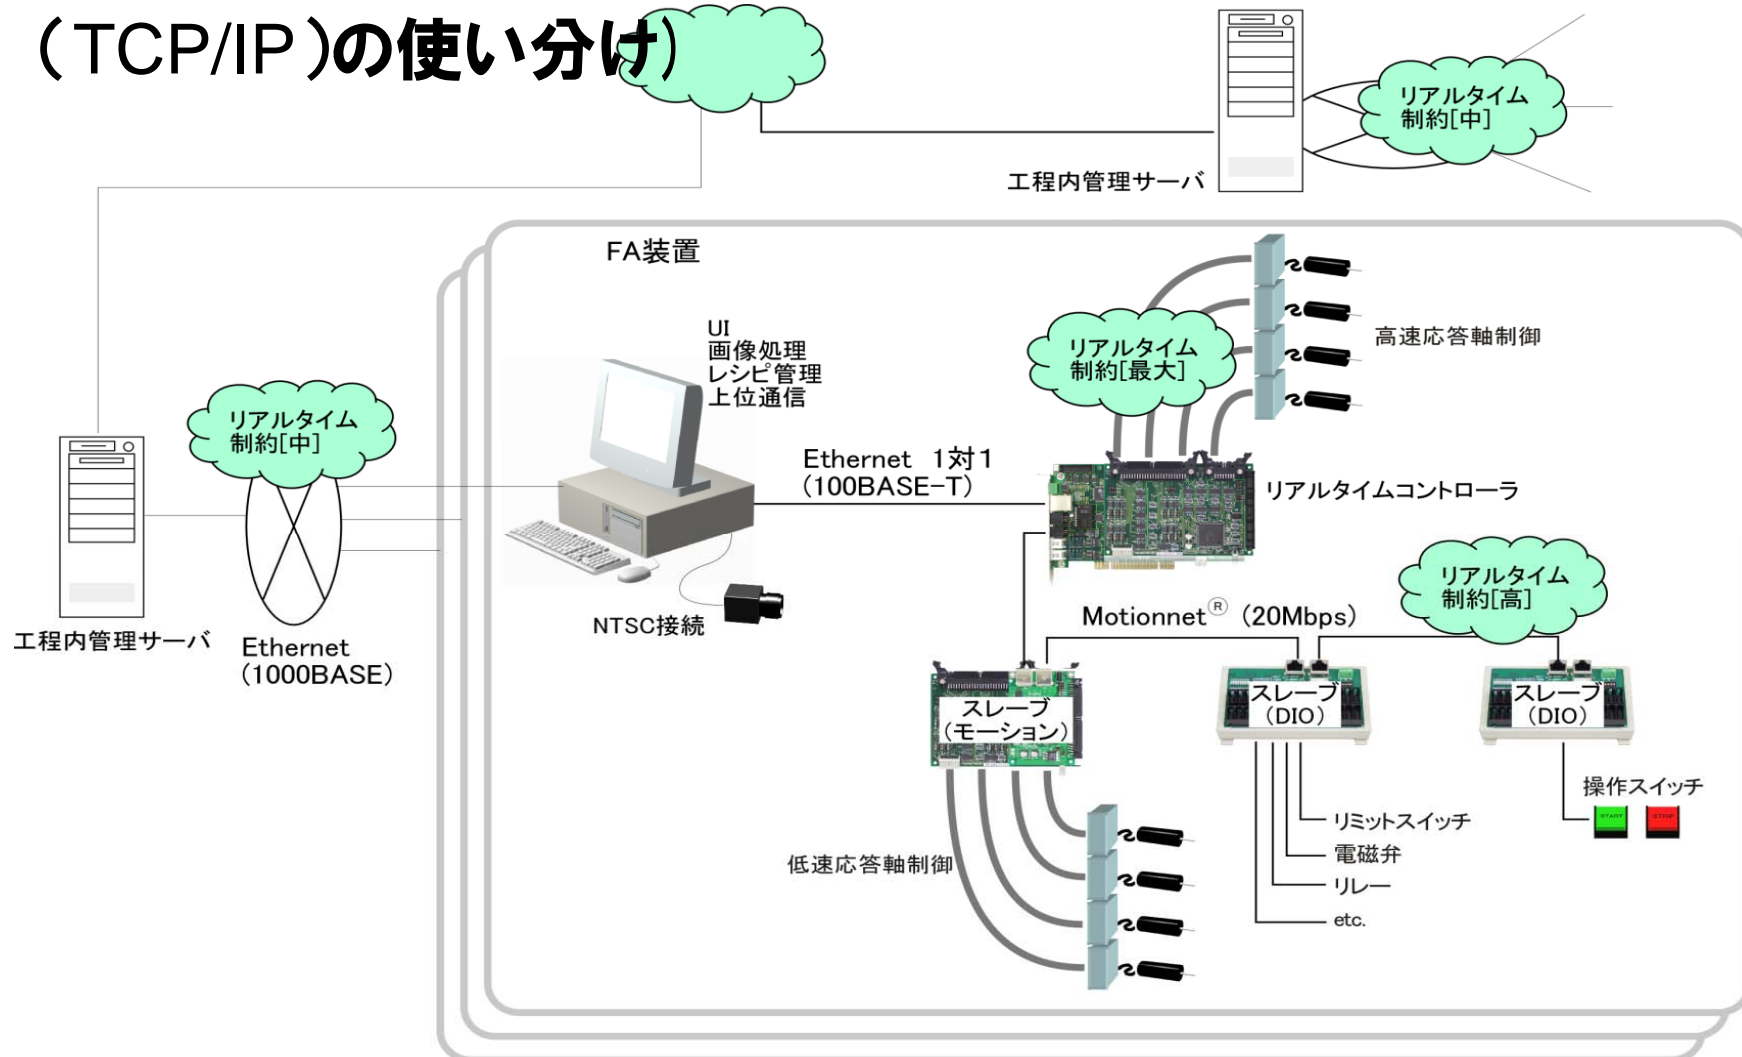 （TCP/IP）の使い分け）
リアルタイム
制約[中]
工程内管理サーバ
FA装置
UI
画像処理
レシピ管理
上位通信
リアルタイム
制約[最大]
高速応答軸制御
リアルタイム
制約[中]
Ethernet 1対1
(100BASE-T)
リアルタイムコントローラ
NTSC接続
工程内管理サーバ
Ethernet
(1000BASE)
Motionnet® (20Mbps)
リアルタイム
制約[高]
スレーブ
(モーション)
スレーブ
(DIO)
スレーブ
(DIO)
操作スイッチ
START
STOP
リミットスイッチ
電磁弁
リレー
etc.
低速応答軸制御